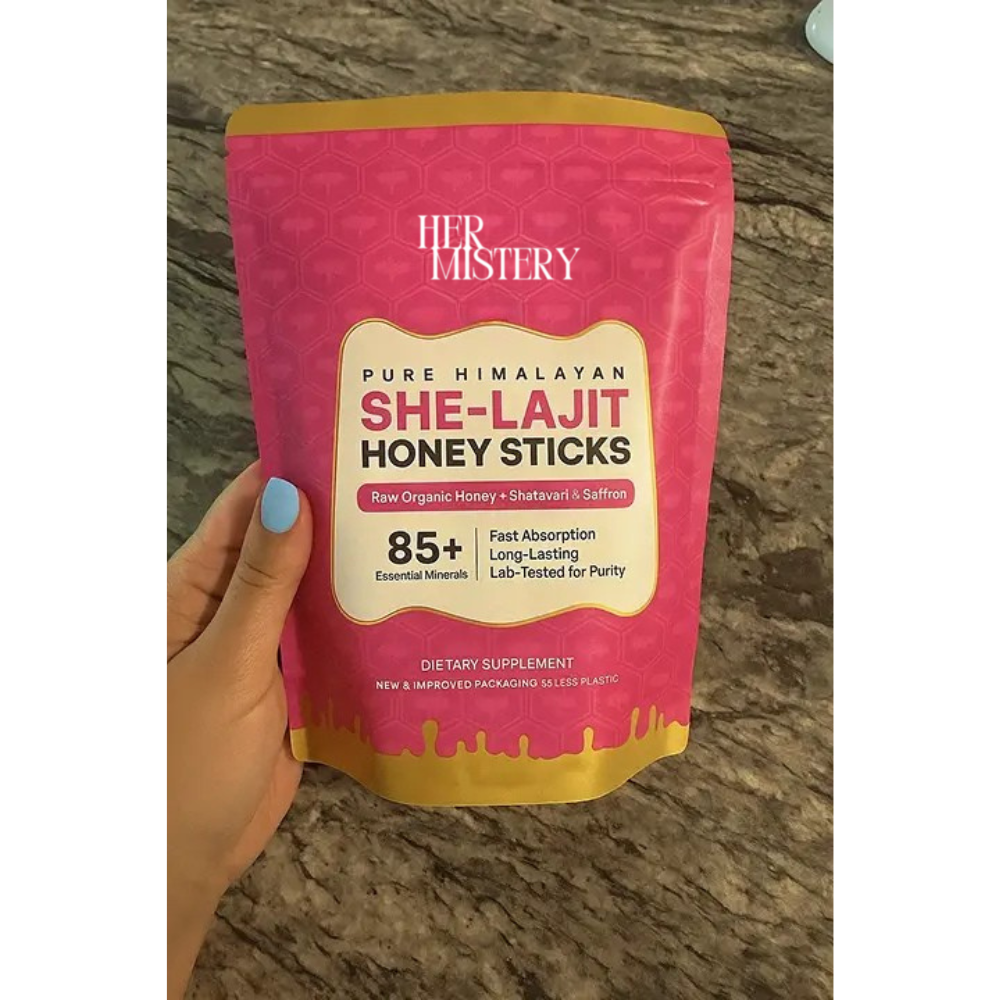 HER
MISTERY
PURE HIMALAYAN
SHE-LAJIT
HONEY STICKS
Raw Organic Honey + Shatavari & Saffron
85+
Essential Minerals
Fast Absorption
Long-Lasting
Lab-Tested for Purity
DIETARY SUPPLEMENT
NEW & IMPROVED PACKAGING 55 LESS PLASTIC